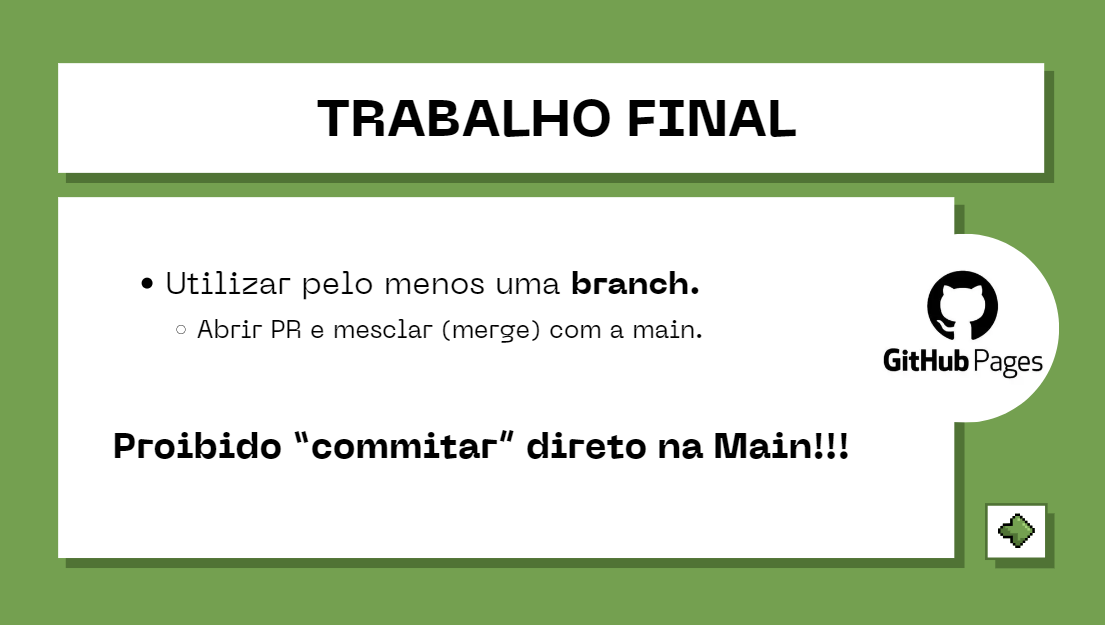 TRABALHO FINAL
• Utilizar pelo menos uma branch.
○ Abrir PR e mesclar (merge) com a main.
GitHub Pages
Proibido “commitar” direto na Main!!!